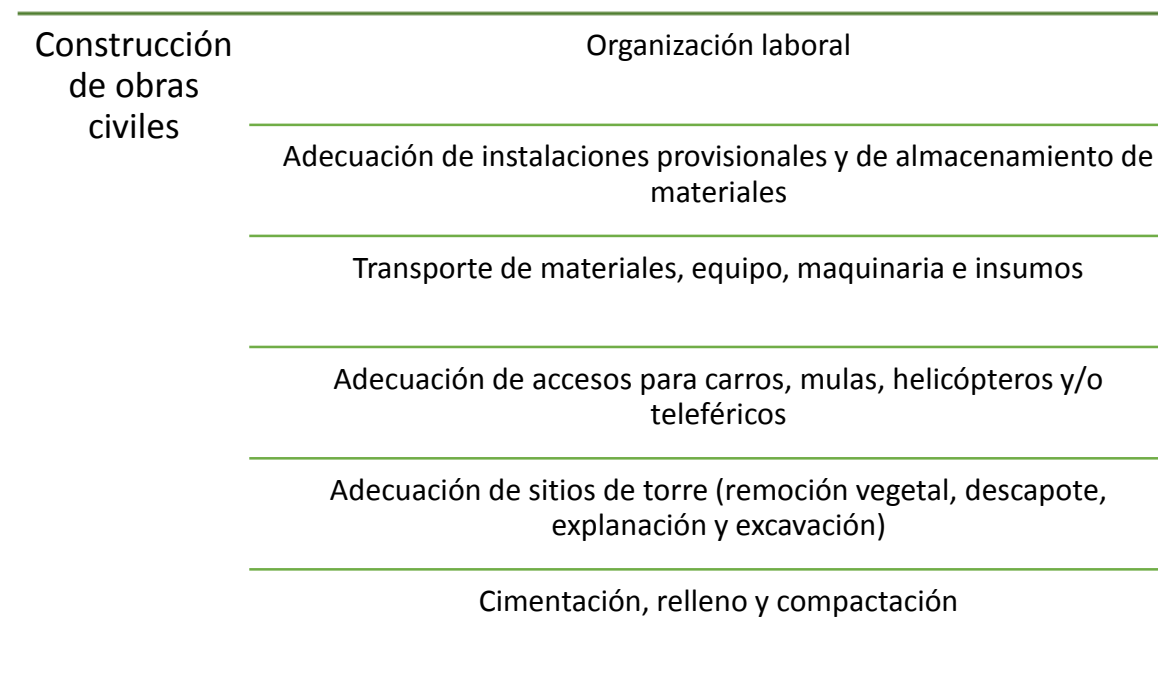 Construcción
de obras
civiles
Organización laboral
Adecuación de instalaciones provisionales y de almacenamiento de
materiales
Transporte de materiales, equipo, maquinaria e insumos
Adecuación de accesos para carros, mulas, helicópteros y/o
teleféricos
Adecuación de sitios de torre (remoción vegetal, descapote,
explanación y excavación)
Cimentación, relleno y compactación